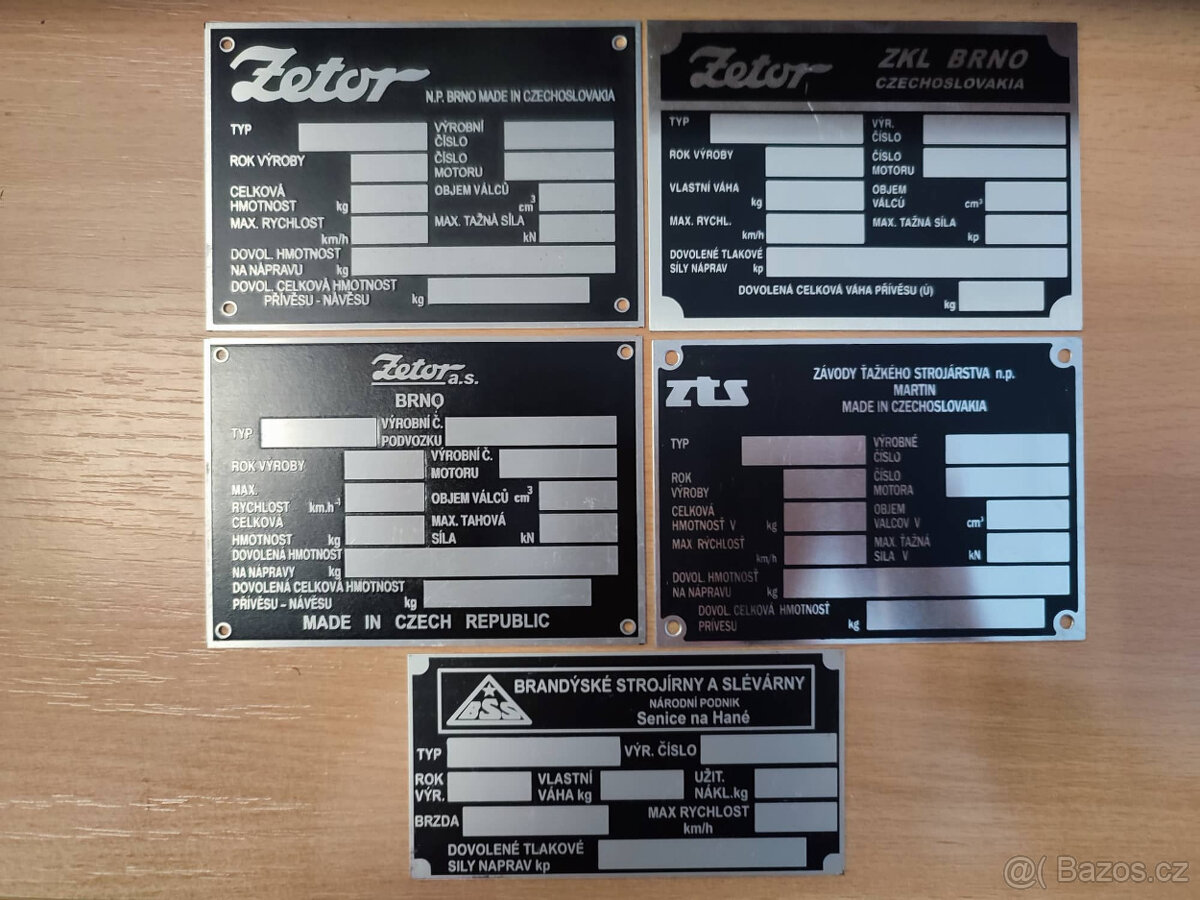 Zetor
N.P. BRNO MADE IN CZECHOSLOVAKIA
TYP
VÝROBNÍ
ČÍSLO
ROK VÝROBY
ČÍSLO
MOTORU
CELKOVÁ
HMOTNOST kg
OBJEM VÁLCŮ cm³
MAX. RYCHLOST
km/h
MAX. TAŽNÁ SÍLA
kN
DOVOL. HMOTNOST
NA NÁPRAVU kg
DOVOL. CELKOVÁ HMOTNOST
PŘÍVĚSU - NÁVĚSU kg
Zetor
ZKL BRNO
CZECHOSLOVAKIA
TYP
VÝR.
ČÍSLO
ROK VÝROBY
ČÍSLO
MOTORU
VLASTNÍ VÁHA
kg
OBJEM
VÁLCŮ cm³
MAX. RYCHL.
km/h
MAX. TAŽNÁ SÍLA
kp
DOVOLENÉ TLAKOVÉ
SÍLY NÁPRAV kp
DOVOLENÁ CELKOVÁ VÁHA PŘÍVĚSU (Ú)
kg
Zetor a.s.
BRNO
TYP
VÝROBNÍ Č.
PODVOZKU
ROK VÝROBY
VÝROBNÍ Č.
MOTORU
MAX.
RYCHLOST km.h⁻¹
OBJEM VÁLCŮ cm³
CELKOVÁ
HMOTNOST kg
MAX. TAHOVÁ
SÍLA kN
DOVOLENÁ HMOTNOST
NA NÁPRAVY kg
DOVOLENÁ CELKOVÁ HMOTNOST
PŘÍVĚSU - NÁVĚSU kg
MADE IN CZECH REPUBLIC
zts
ZÁVODY ŤAŽKÉHO STROJÁRSTVA n.p.
MARTIN
MADE IN CZECHOSLOVAKIA
TYP
VÝROBNÉ
ČÍSLO
ROK
VÝROBY
ČÍSLO
MOTORA
CELKOVÁ
HMOTNOSŤ V kg
OBJEM
VALCOV V cm³
MAX RÝCHLOSŤ
km/h
MAX. ŤAŽNÁ
SILA V kN
DOVOL. HMOTNOSŤ
NA NÁPRAVU kg
DOVOL. CELKOVÁ HMOTNOSŤ
PRÍVESU kg
BSS
BRANDÝSKÉ STROJÍRNY A SLÉVÁRNY
NÁRODNÍ PODNIK
Senice na Hané
TYP
VÝR. ČÍSLO
ROK
VÝR.
VLASTNÍ
VÁHA kg
UŽIT.
NÁKL.kg
BRZDA
MAX RYCHLOST
km/h
DOVOLENÉ TLAKOVÉ
SILY NAPRAV kp
@( Bazos.cz